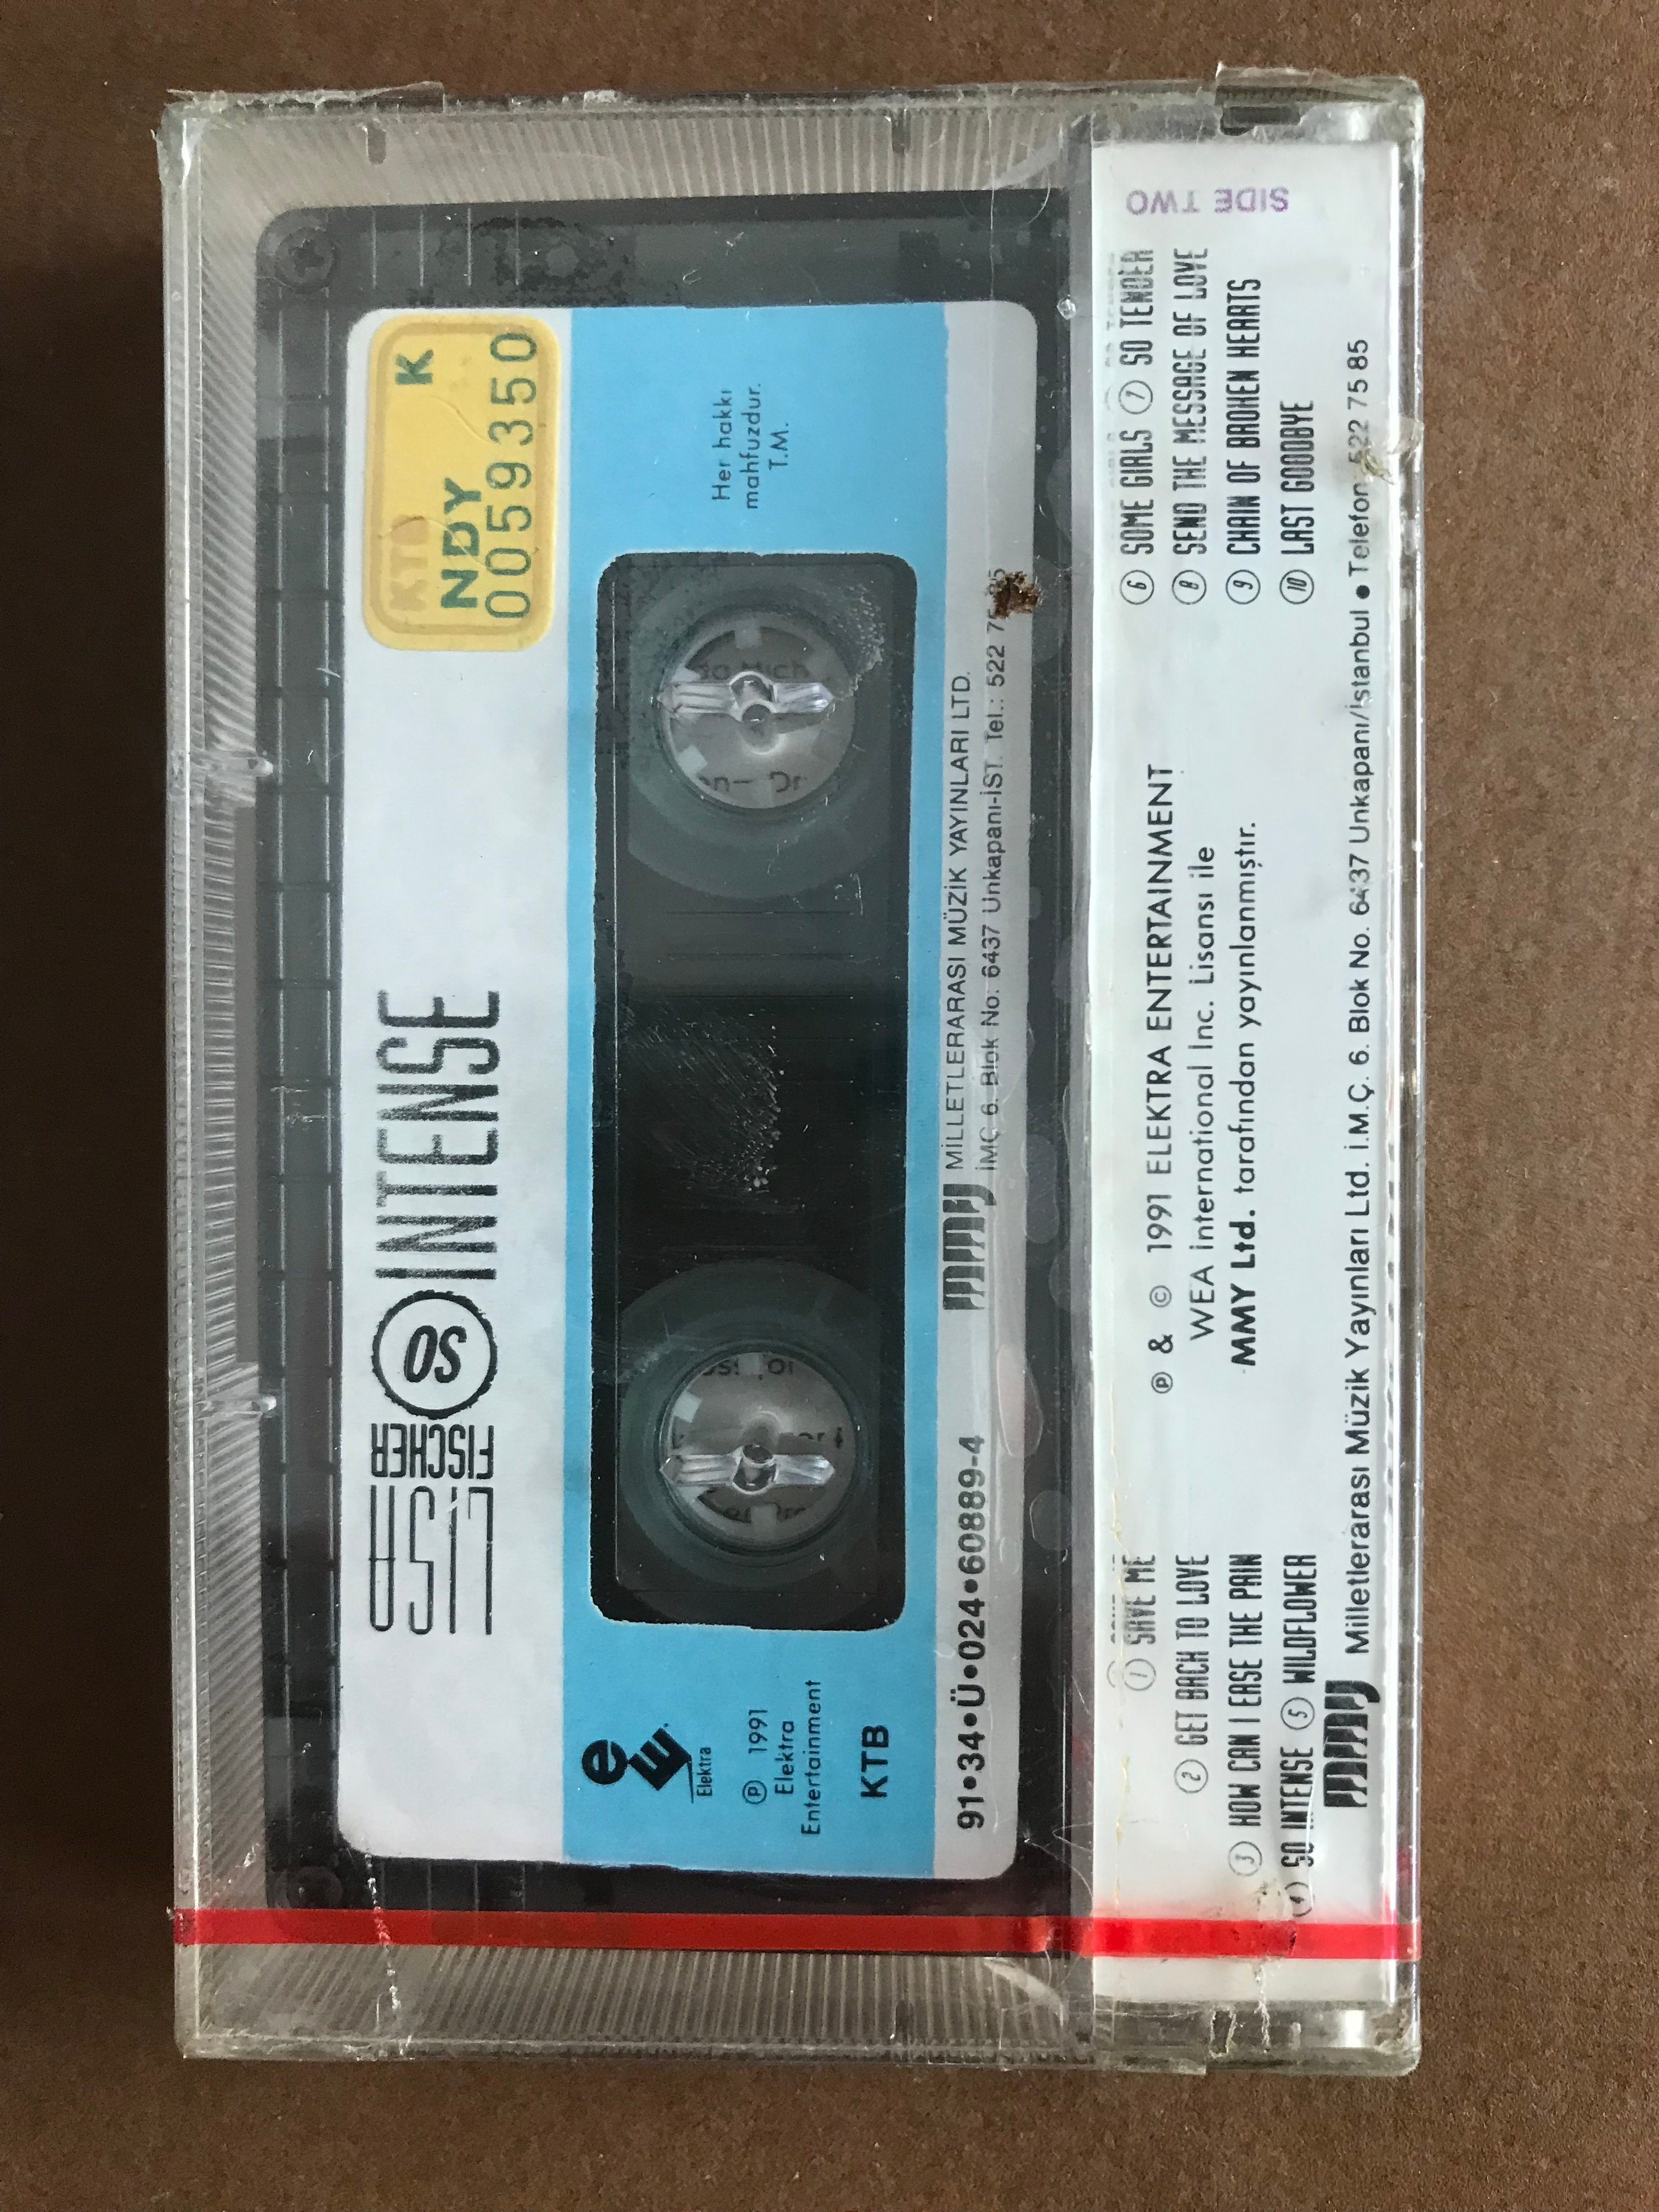 LISA FISCHER SO INTENSE
KTB K
NDY
0059350
e
Elektra
℗ 1991
Elektra
Entertainment
KTB
Her hakkı
mahfuzdur.
T.M.
91•34•Ü•024•60889-4
MMY
MİLLETLERARASI MÜZİK YAYINLARI LTD.
İMÇ 6. Blok No: 6437 Unkapanı-İST. Tel.: 522
① SAVE ME
② GET BACK TO LOVE
③ HOW CAN I EASE THE PAIN
④ SO INTENSE ⑤ WILDFLOWER
℗ & © 1991 ELEKTRA ENTERTAINMENT
WEA international Inc. Lisansı ile
MMY Ltd. tarafından yayınlanmıştır.
SIDE TWO
⑥ SOME GIRLS ⑦ SO TENDER
⑧ SEND THE MESSAGE OF LOVE
⑨ CHAIN OF BROKEN HEARTS
⑩ LAST GOODBYE
MMY Milletlerarası Müzik Yayınları Ltd. İ.M.Ç. 6. Blok No. 6437 Unkapanı/İstanbul • Telefon: 522 75 85